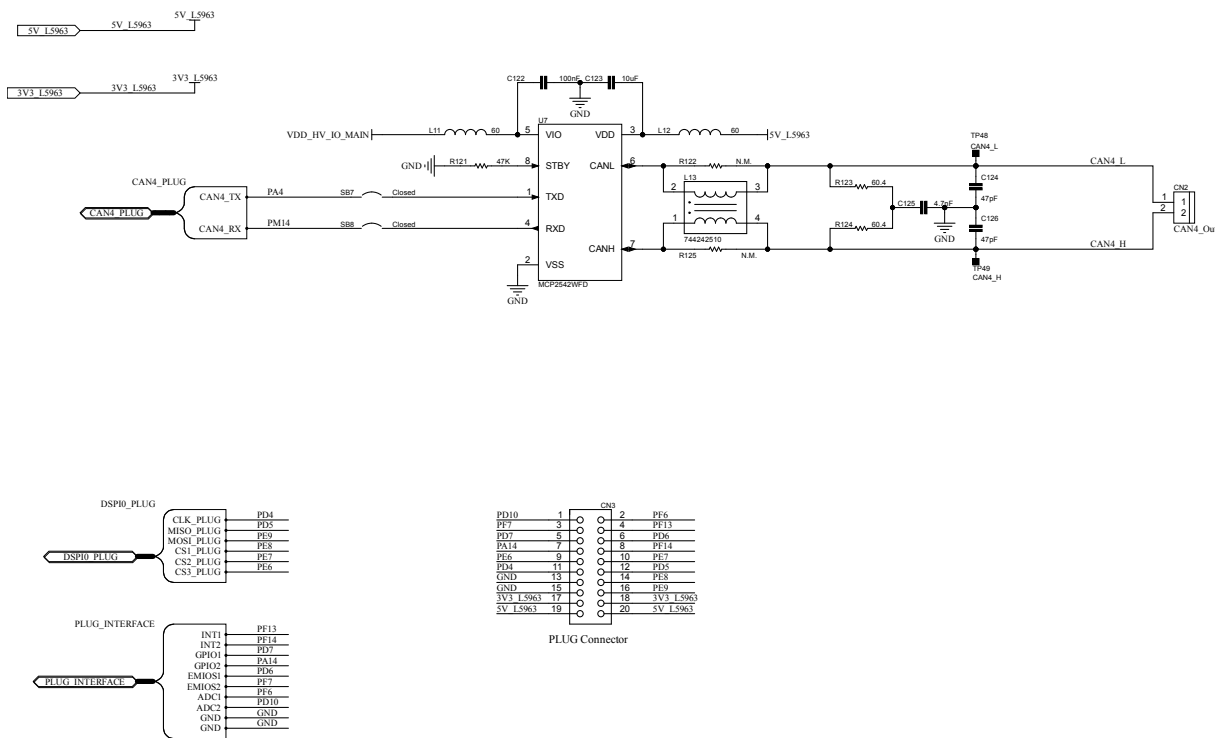 5V_L5963
5V_L5963 5V_L5963
3V3_L5963
3V3_L5963 3V3_L5963
C122 100nF C123 10uF
GND
U7
VDD_HV_IO_MAIN L11 60 5 VIO VDD 3 L12 60 5V_L5963
TP48
CAN4_L
GND R121 47K 8 STBY CANL 6 R122 N.M. CAN4_L
CAN4_PLUG
L13
2 3
R123 60.4
C124
47pF
CN2
CAN4_PLUG
CAN4_TX PA4 SB7 Closed 1 TXD
C125 4.7nF
GND
1 1
2 2
CAN4_Out
CAN4_RX PM14 SB8 Closed 4 RXD
1 4
R124 60.4
C126
47pF
744242510
CANH 7 R125 N.M. CAN4_H
2 VSS
GND
TP49
CAN4_H
MCP2542WFD
DSPI0_PLUG
DSPI0_PLUG
CLK_PLUG PD4
MISO_PLUG PD5
MOSI_PLUG PE9
CS1_PLUG PE8
CS2_PLUG PE7
CS3_PLUG PE6
CN3
PD10 1 2 PF6
PF7 3 4 PF13
PD7 5 6 PD6
PA14 7 8 PF14
PE6 9 10 PE7
PD4 11 12 PD5
GND 13 14 PE8
GND 15 16 PE9
3V3_L5963 17 18 3V3_L5963
5V_L5963 19 20 5V_L5963
PLUG Connector
PLUG_INTERFACE
PLUG_INTERFACE
INT1 PF13
INT2 PF14
GPIO1 PD7
GPIO2 PA14
EMIOS1 PD6
EMIOS2 PF7
ADC1 PF6
ADC2 PD10
GND GND
GND GND